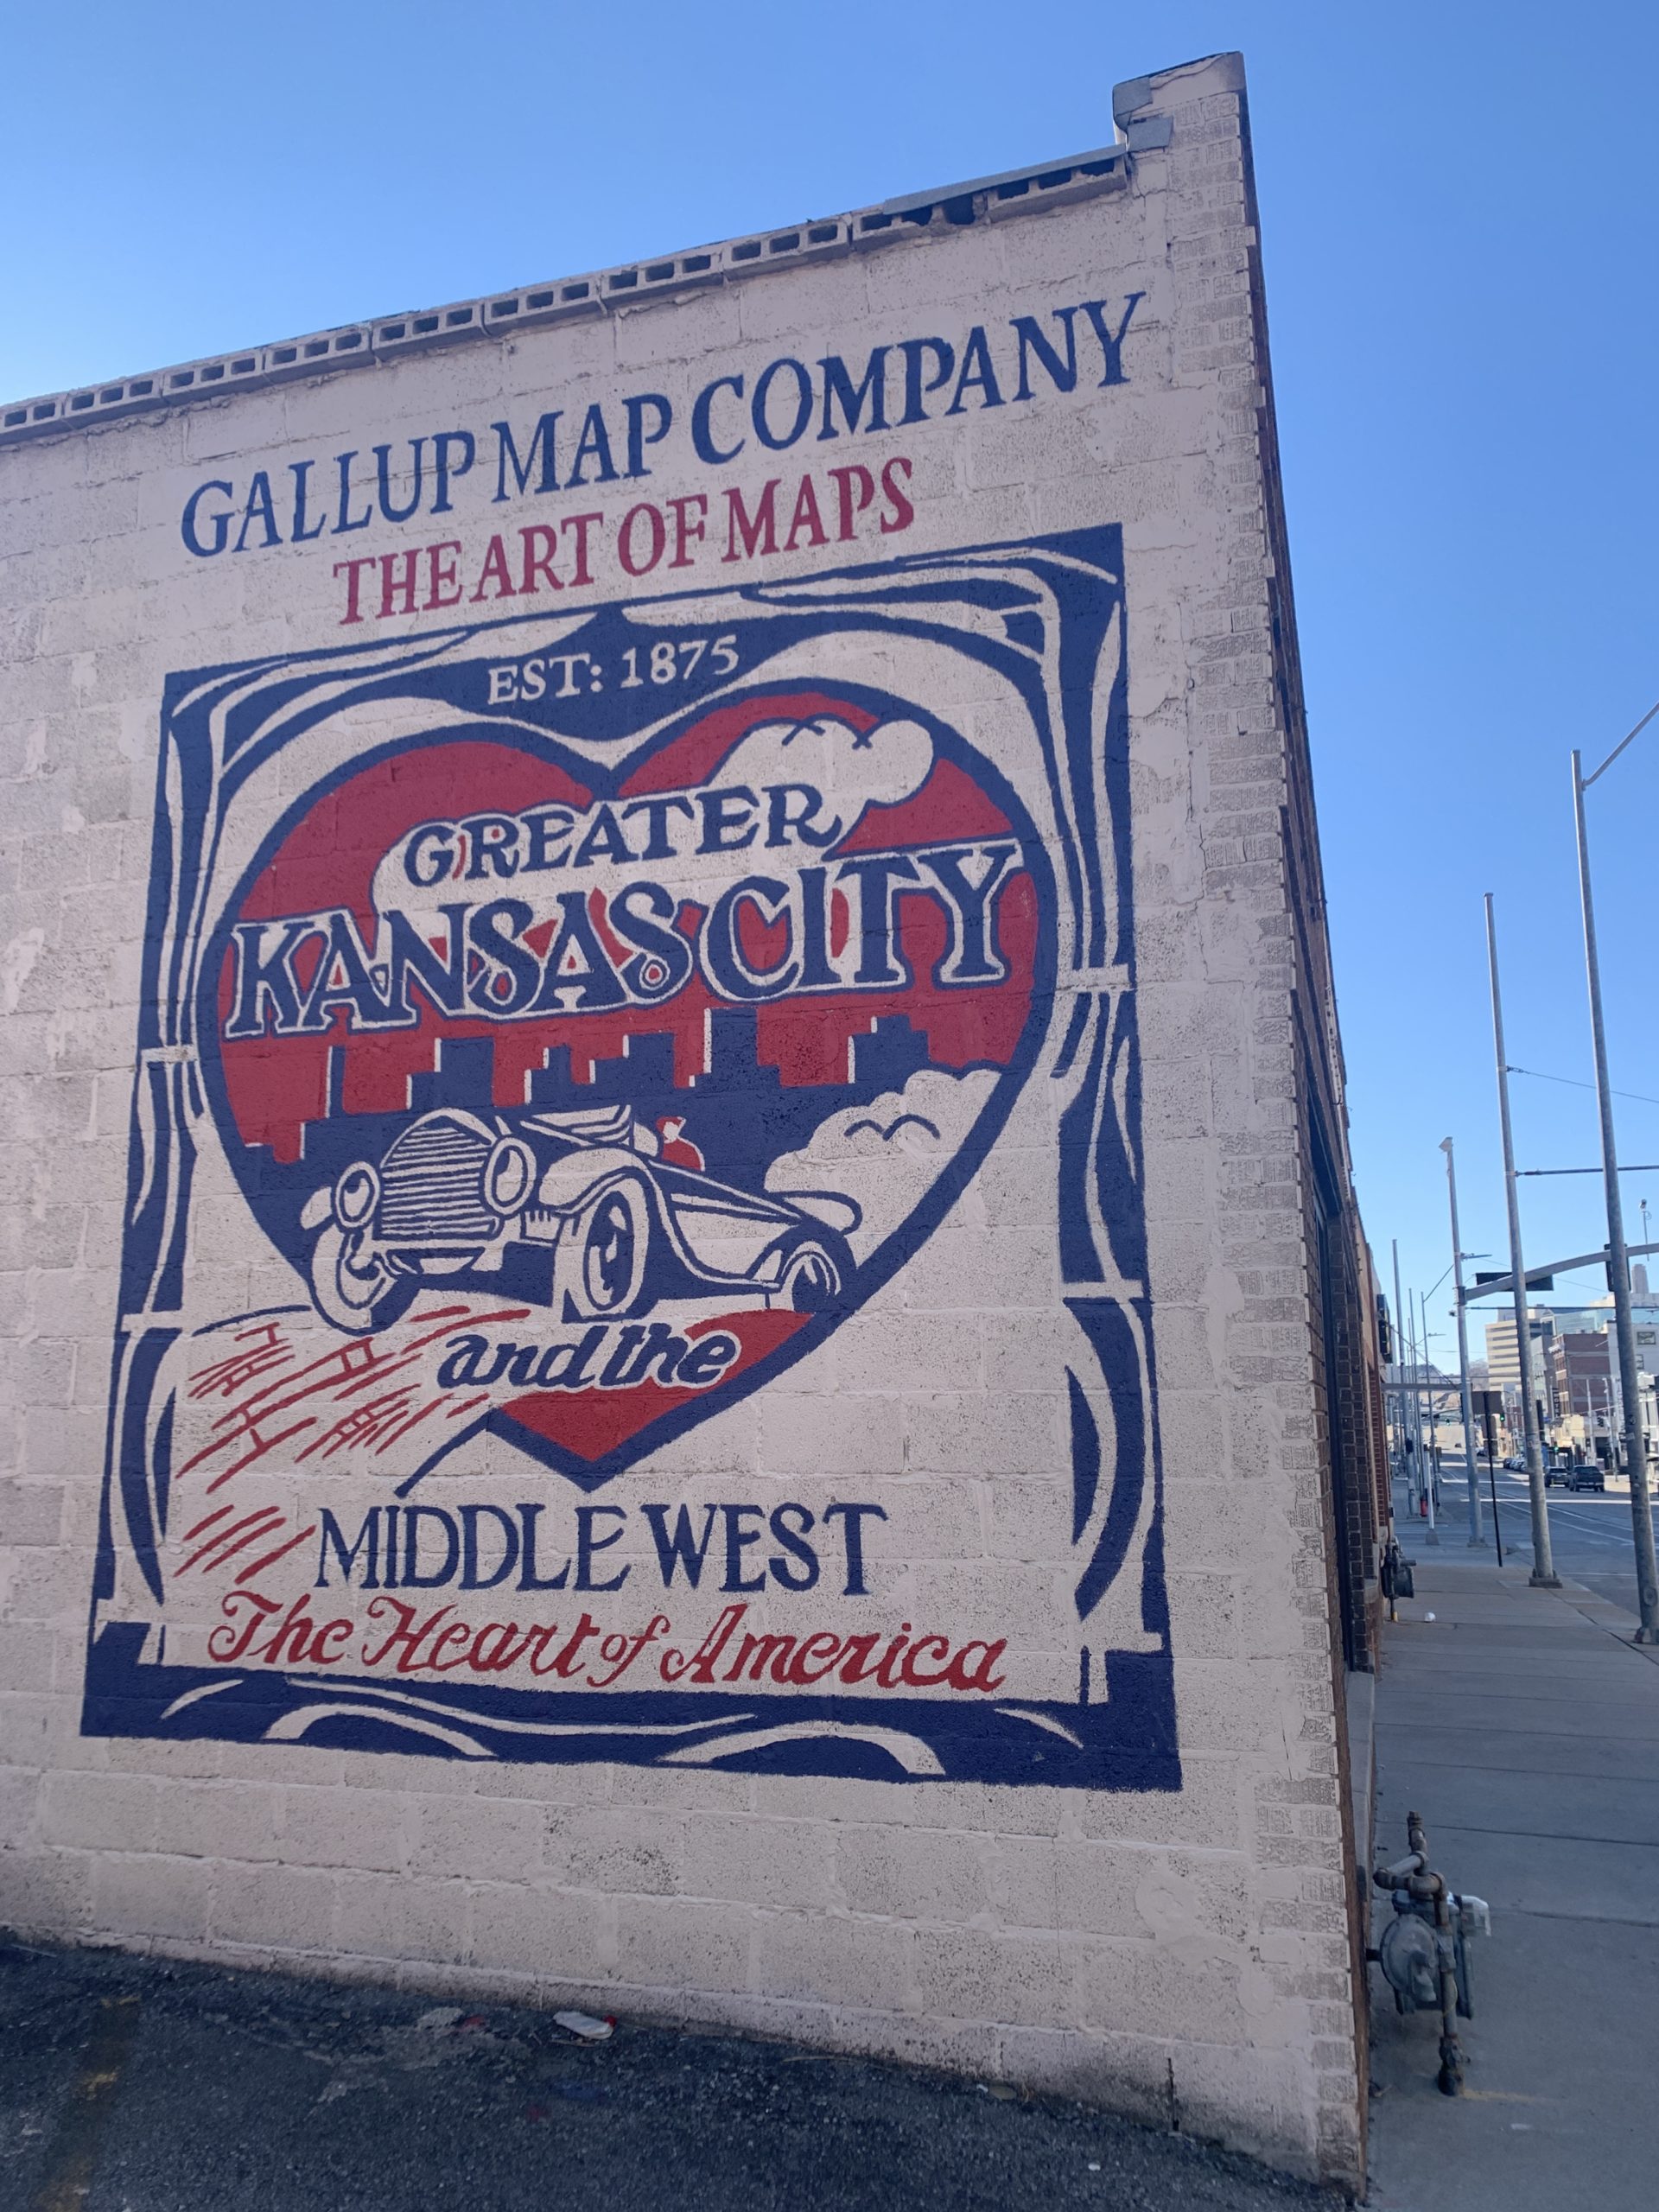 GALLUP MAP COMPANY
THE ART OF MAPS
EST: 1875
GREATER
KANSAS CITY
and the
MIDDLE WEST
The Heart of America